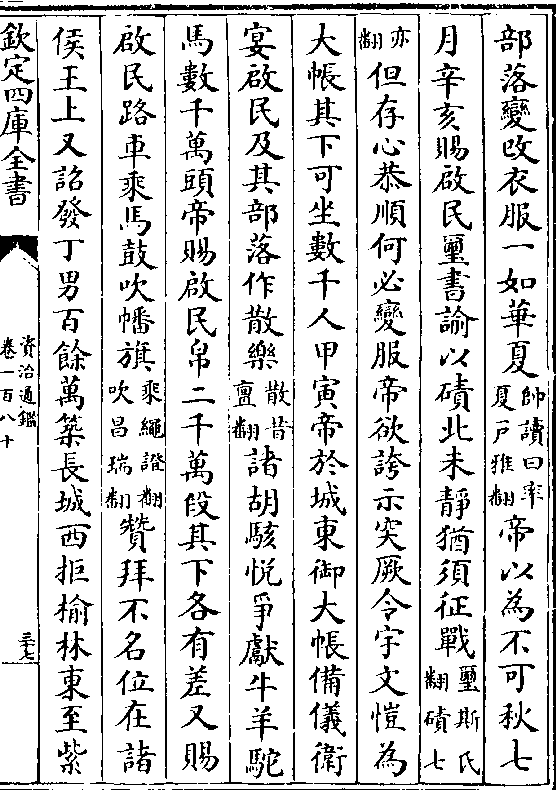 部落變改衣服一如華夏帥讀曰率夏戶雅翻帝以為不可秋七
月辛亥賜啟民璽書諭以磧北未靜猶須征戰璽斯氏翻磧七
亦翻但存心恭順何必變服帝欲誇示突厥令宇文愷為
大帳其下可坐數千人甲寅帝於城東御大帳備儀衛
宴啟民及其部落作散樂散昔亶翻諸胡駭悅爭獻牛羊駝
馬數千萬頭帝賜啟民帛二千萬段其下各有差又賜
啟民路車乘馬鼓吹幡旗乘繩證翻吹昌瑞翻贊拜不名位在諸
侯王上又詔發丁男百餘萬築長城西拒榆林東至紫
欽定四庫全書
資治通鑑
卷一百八十
三七